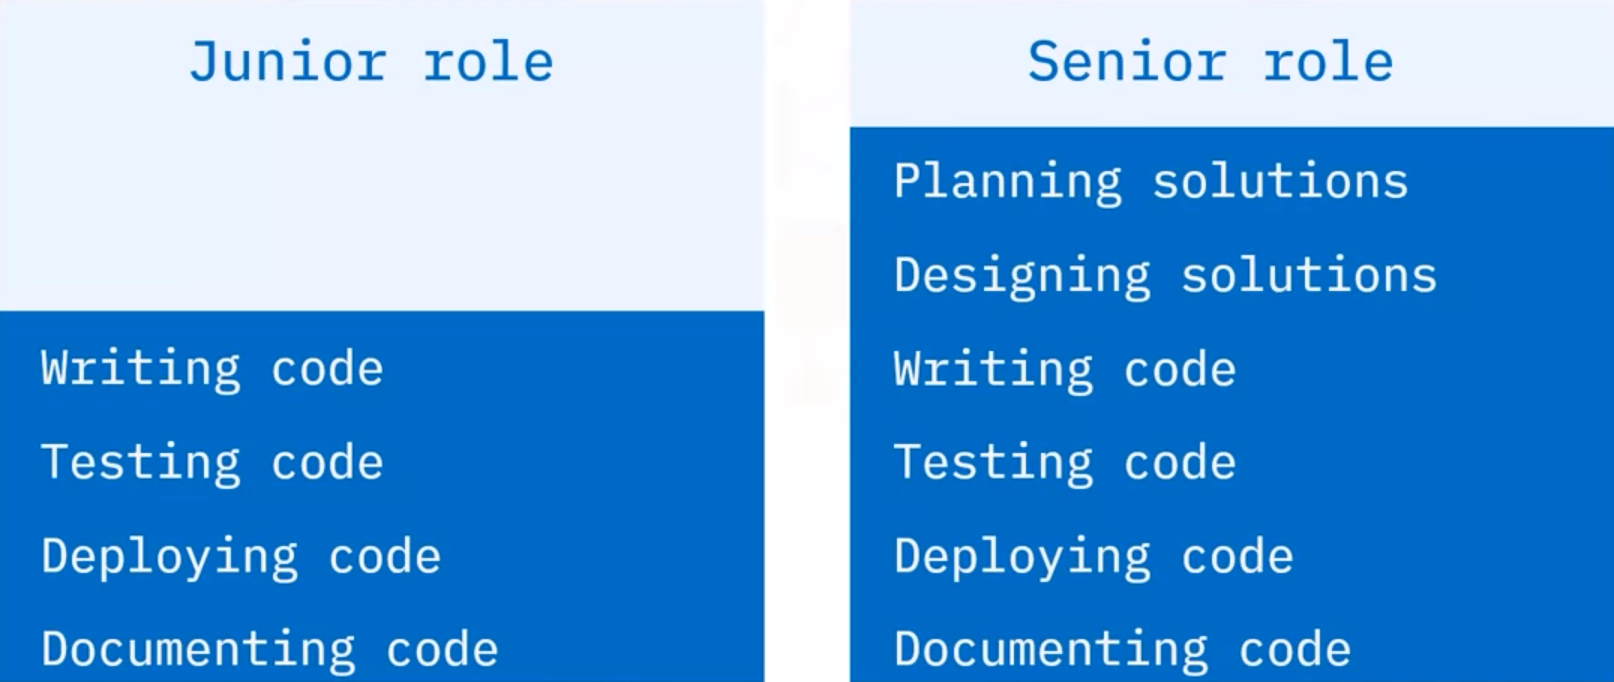 Junior role
Writing code
Testing code
Deploying code
Documenting code
Senior role
Planning solutions
Designing solutions
Writing code
Testing code
Deploying code
Documenting code